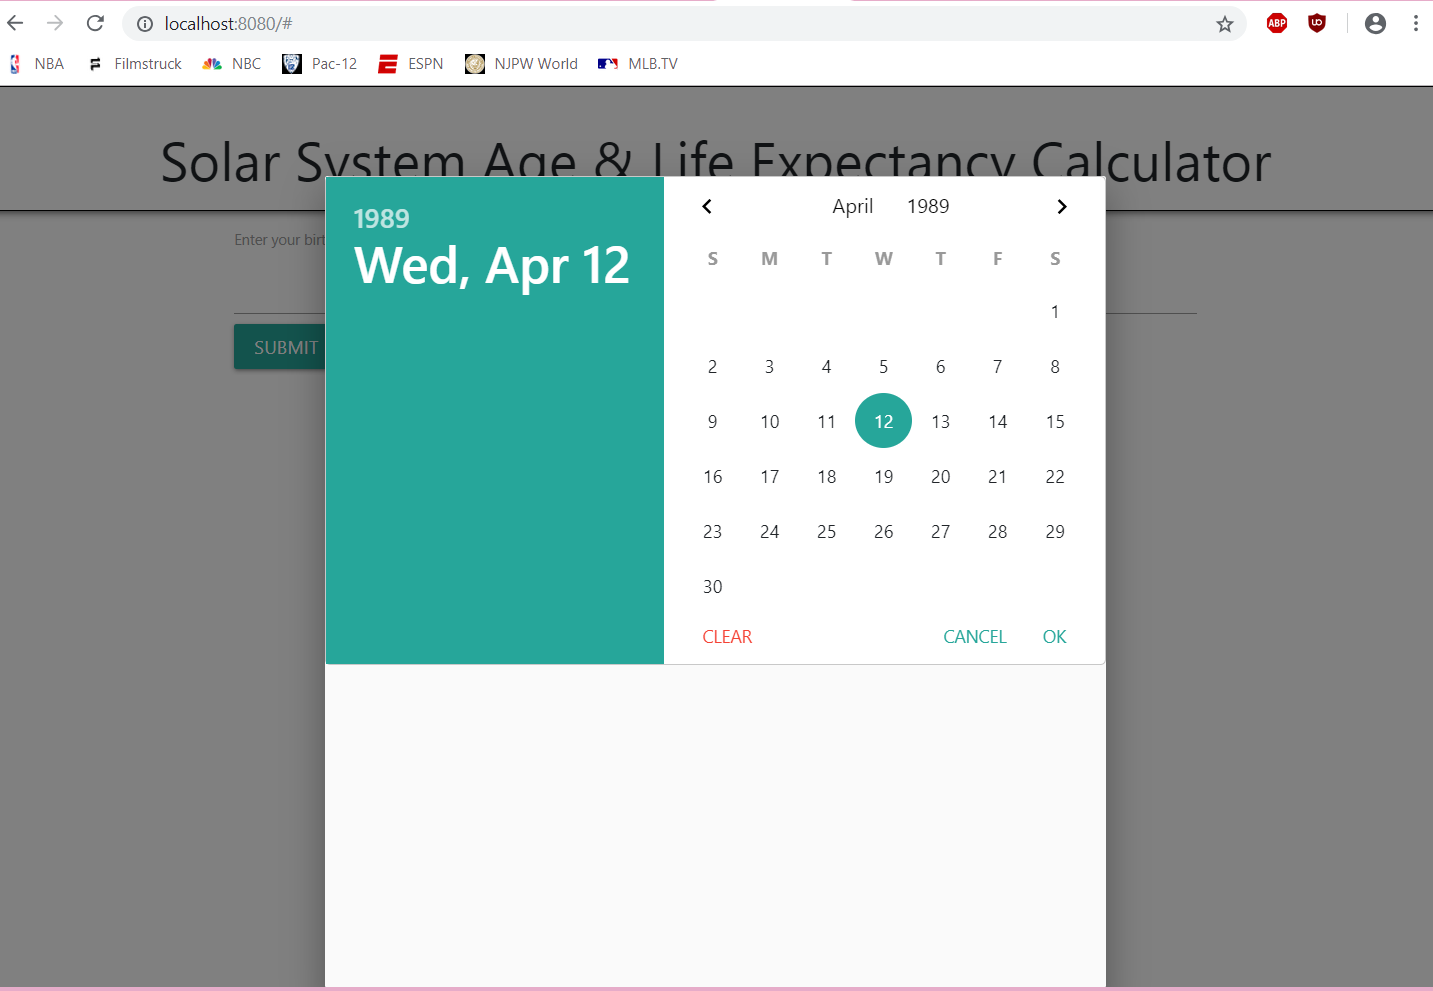 localhost:8080/#
ABP
NBA Filmstruck NBC Pac-12 ESPN NJPW World MLB.TV
Solar System Age & Life Expectancy Calculator
Enter your birt
SUBMIT
1989
Wed, Apr 12
April 1989
S M T W T F S
1
2 3 4 5 6 7 8
9 10 11 12 13 14 15
16 17 18 19 20 21 22
23 24 25 26 27 28 29
30
CLEAR CANCEL OK